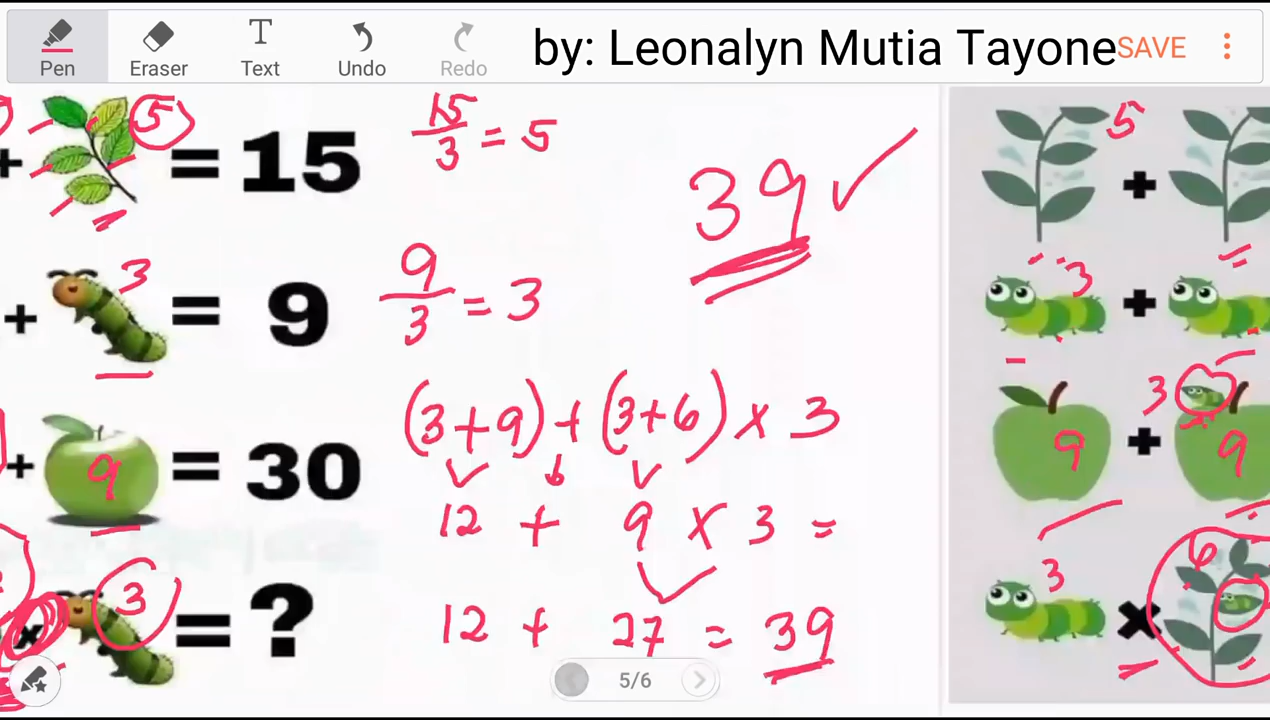 by: Leonalyn Mutia Tayone
SAVE
Pen
Eraser
T
Text
Undo
Redo
+ 5 = 15
15/3 = 5
39 ✓
5 +
+ 3 = 9
9/3 = 3
3 +
+ 9 = 30
(3+9) + (3+6) x 3
9 + 3 9
12 + 9 x 3 =
x 3 = ?
12 + 27 = 39
3 x 6
5/6